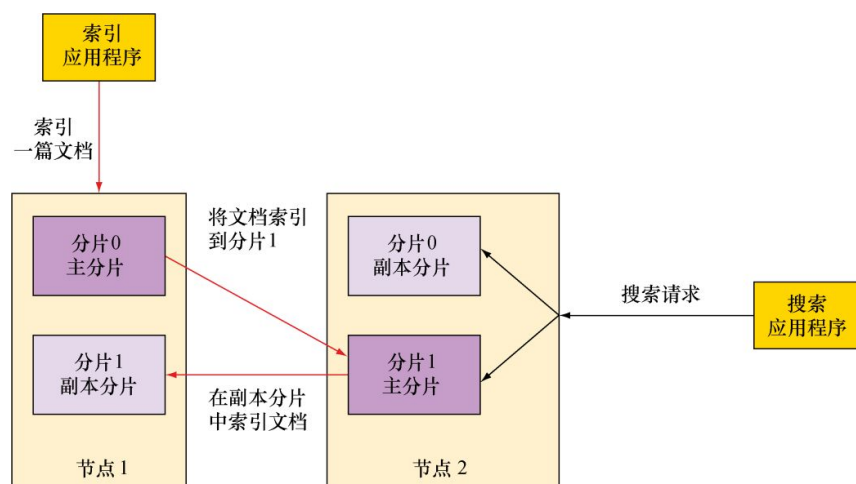 索引
应用程序
索引
一篇文档
分片0
主分片
将文档索引
到分片1
分片0
副本分片
搜索请求
搜索
应用程序
分片1
副本分片
在副本分片
中索引文档
分片1
主分片
节点1
节点2